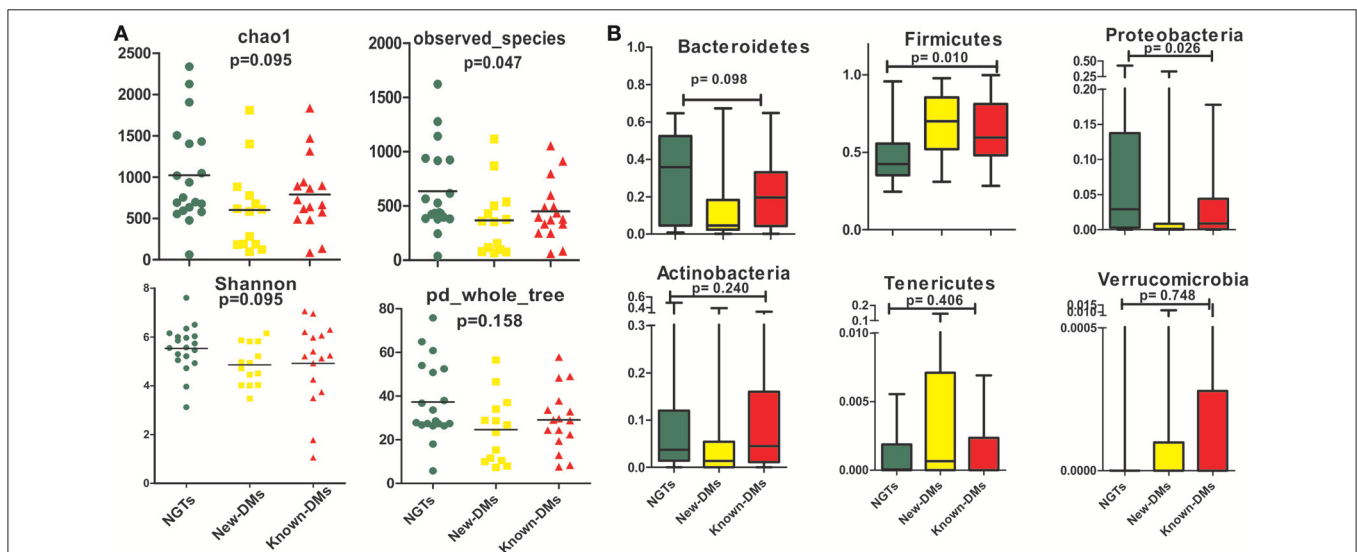 A
chao1
p=0.095
2500
2000
1500
1000
500
0
observed_species
p=0.047
2000
1500
1000
500
0
Shannon
p=0.095
8
6
4
2
0
NGTs
New-DMs
Known-DMs
pd_whole_tree
p=0.158
80
60
40
20
0
NGTs
New-DMs
Known-DMs
B
Bacteroidetes
p= 0.098
1.0
0.8
0.6
0.4
0.2
0.0
Firmicutes
p= 0.010
1.0
0.5
0.0
Proteobacteria
p= 0.026
0.50
0.25
0.20
0.15
0.10
0.05
0.00
Actinobacteria
p= 0.240
0.6
0.4
0.3
0.2
0.1
0.0
NGTs
New-DMs
Known-DMs
Tenericutes
p= 0.406
0.2
0.1
0.010
0.005
0.000
NGTs
New-DMs
Known-DMs
Verrucomicrobia
p= 0.748
0.015
0.010
0.0005
0.0000
NGTs
New-DMs
Known-DMs